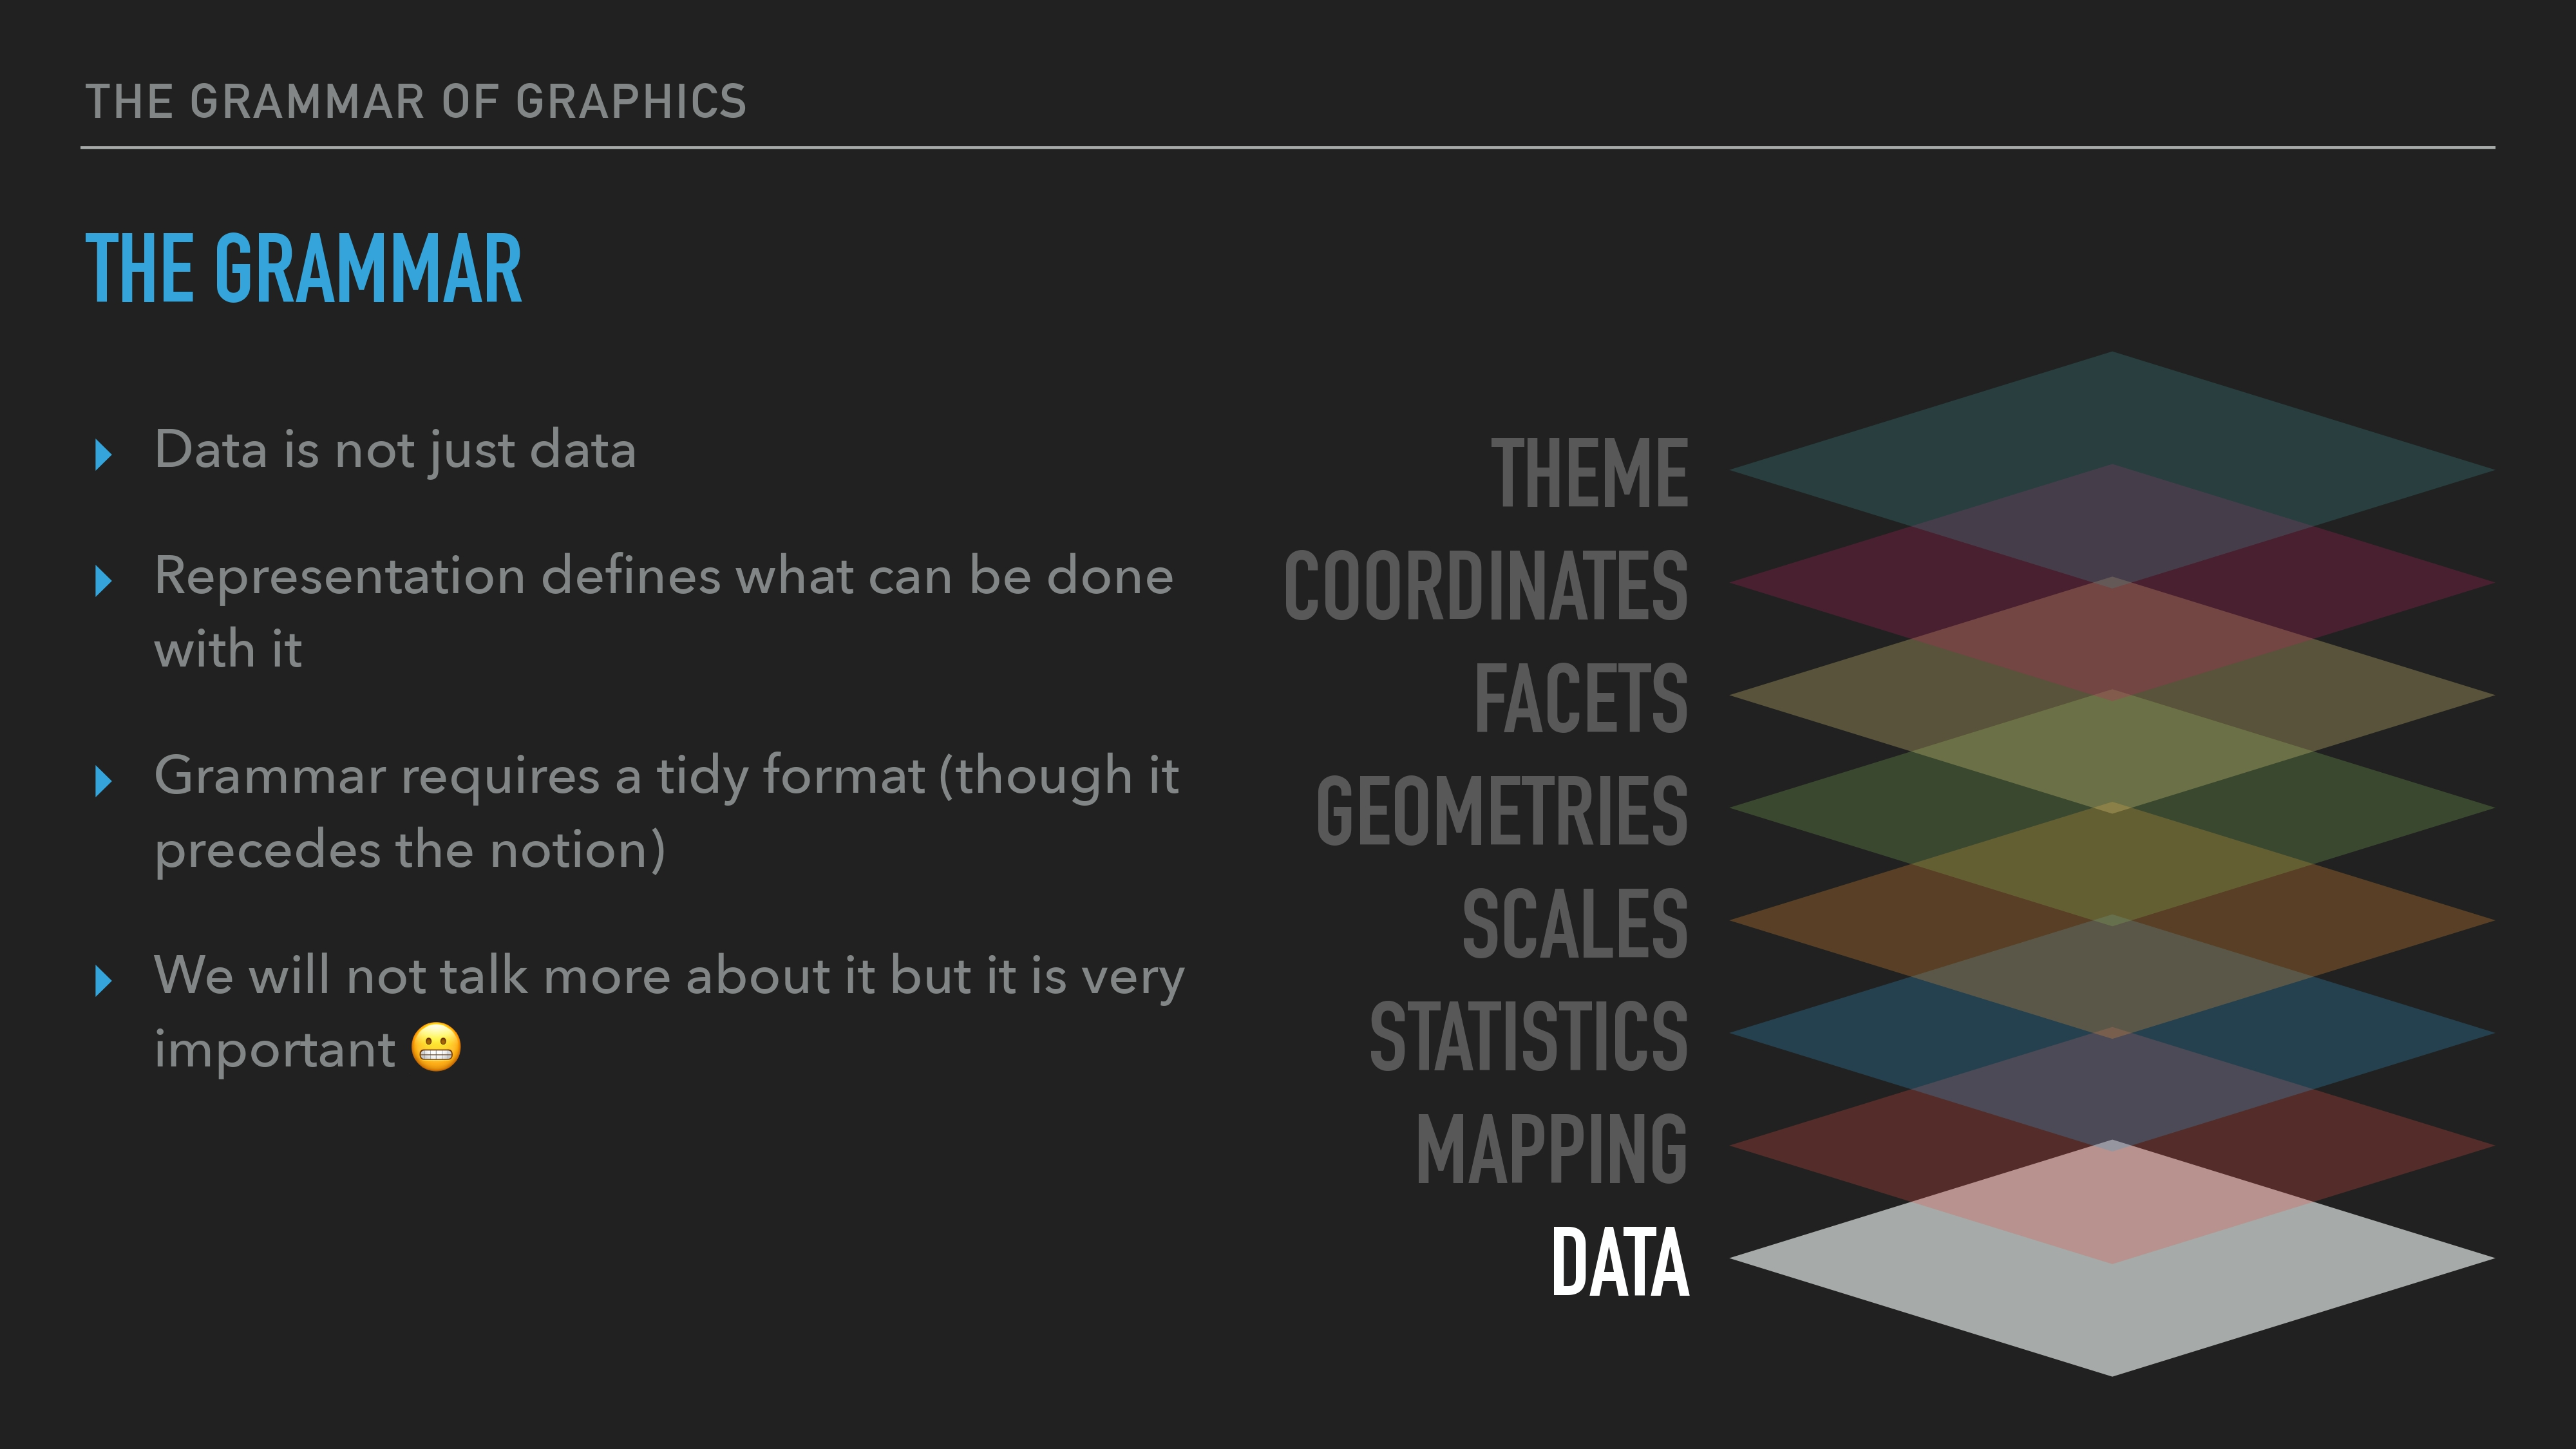 THE GRAMMAR OF GRAPHICS
THE GRAMMAR
Data is not just data
Representation defines what can be done
with it
Grammar requires a tidy format (though it
precedes the notion)
We will not talk more about it but it is very
important 😬
THEME
COORDINATES
FACETS
GEOMETRIES
SCALES
STATISTICS
MAPPING
DATA